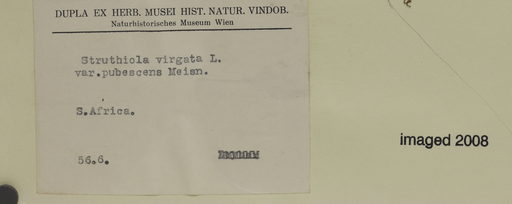 DUPLA EX HERB. MUSEI HIST. NATUR. VINDOB.
Naturhistorisches Museum Wien
Struthiola virgata L.
var.pubescens Meisn.
S.Africa.
56.6.
imaged 2008